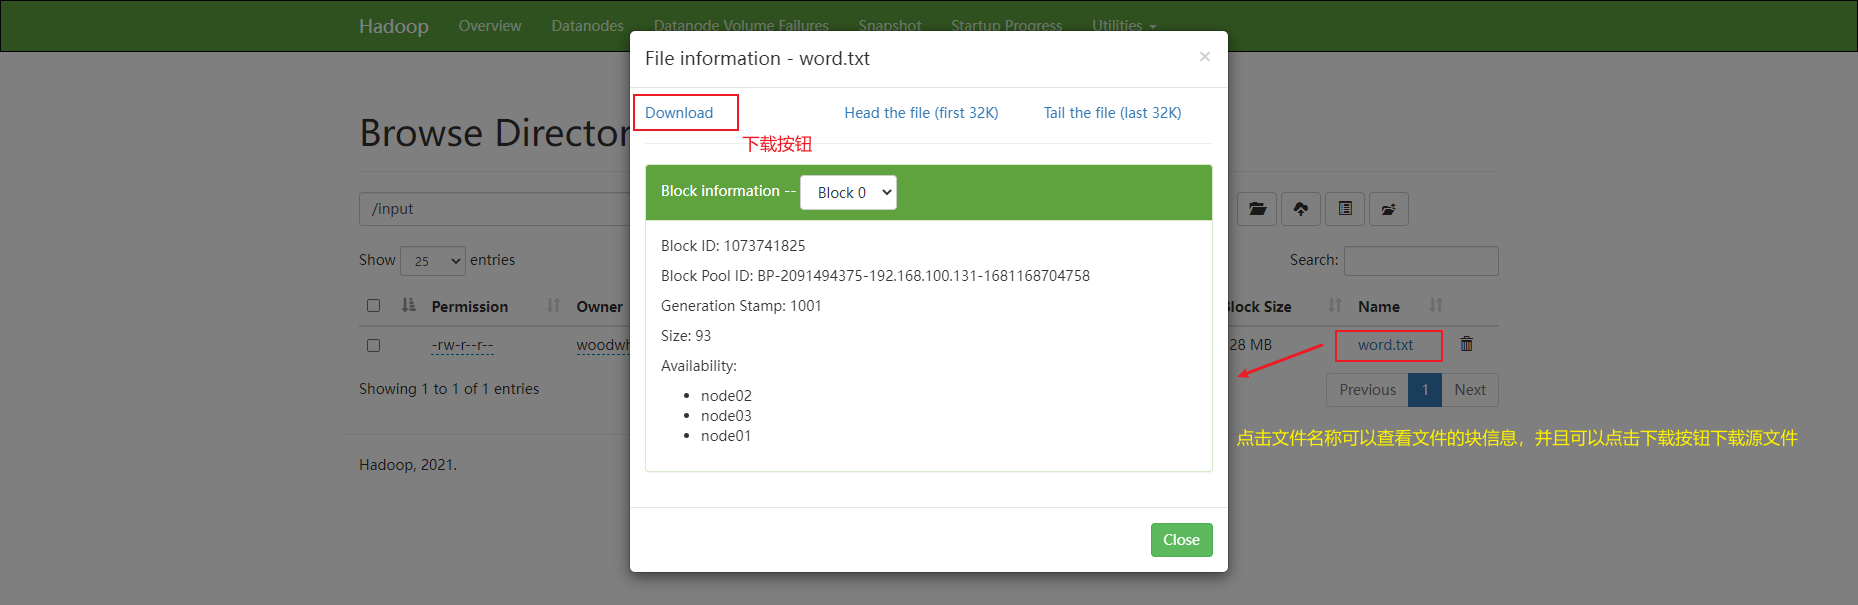 Hadoop Overview Datanodes Datanode Volume Failures Snapshot Startup Progress Utilities
File information - word.txt ×
Download Head the file (first 32K) Tail the file (last 32K)
下载按钮
Browse Director
Block information -- Block 0
/input
Block ID: 1073741825
Show 25 entries Search:
Block Pool ID: BP-2091494375-192.168.100.131-1681168704758
Permission Owner Block Size Name
Generation Stamp: 1001
Size: 93
-rw-r--r-- woodwh 28 MB word.txt
Availability:
node02
node03
node01
Showing 1 to 1 of 1 entries Previous 1 Next
点击文件名称可以查看文件的块信息，并且可以点击下载按钮下载源文件
Hadoop, 2021.
Close